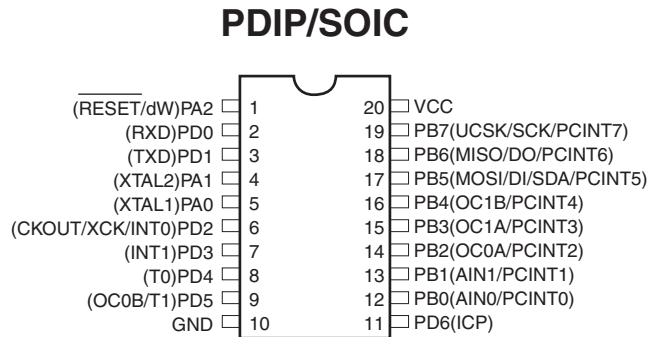 PDIP/SOIC
(RESET/dW)PA2 1 20 VCC
(RXD)PD0 2 19 PB7(UCSK/SCK/PCINT7)
(TXD)PD1 3 18 PB6(MISO/DO/PCINT6)
(XTAL2)PA1 4 17 PB5(MOSI/DI/SDA/PCINT5)
(XTAL1)PA0 5 16 PB4(OC1B/PCINT4)
(CKOUT/XCK/INT0)PD2 6 15 PB3(OC1A/PCINT3)
(INT1)PD3 7 14 PB2(OC0A/PCINT2)
(T0)PD4 8 13 PB1(AIN1/PCINT1)
(OC0B/T1)PD5 9 12 PB0(AIN0/PCINT0)
GND 10 11 PD6(ICP)